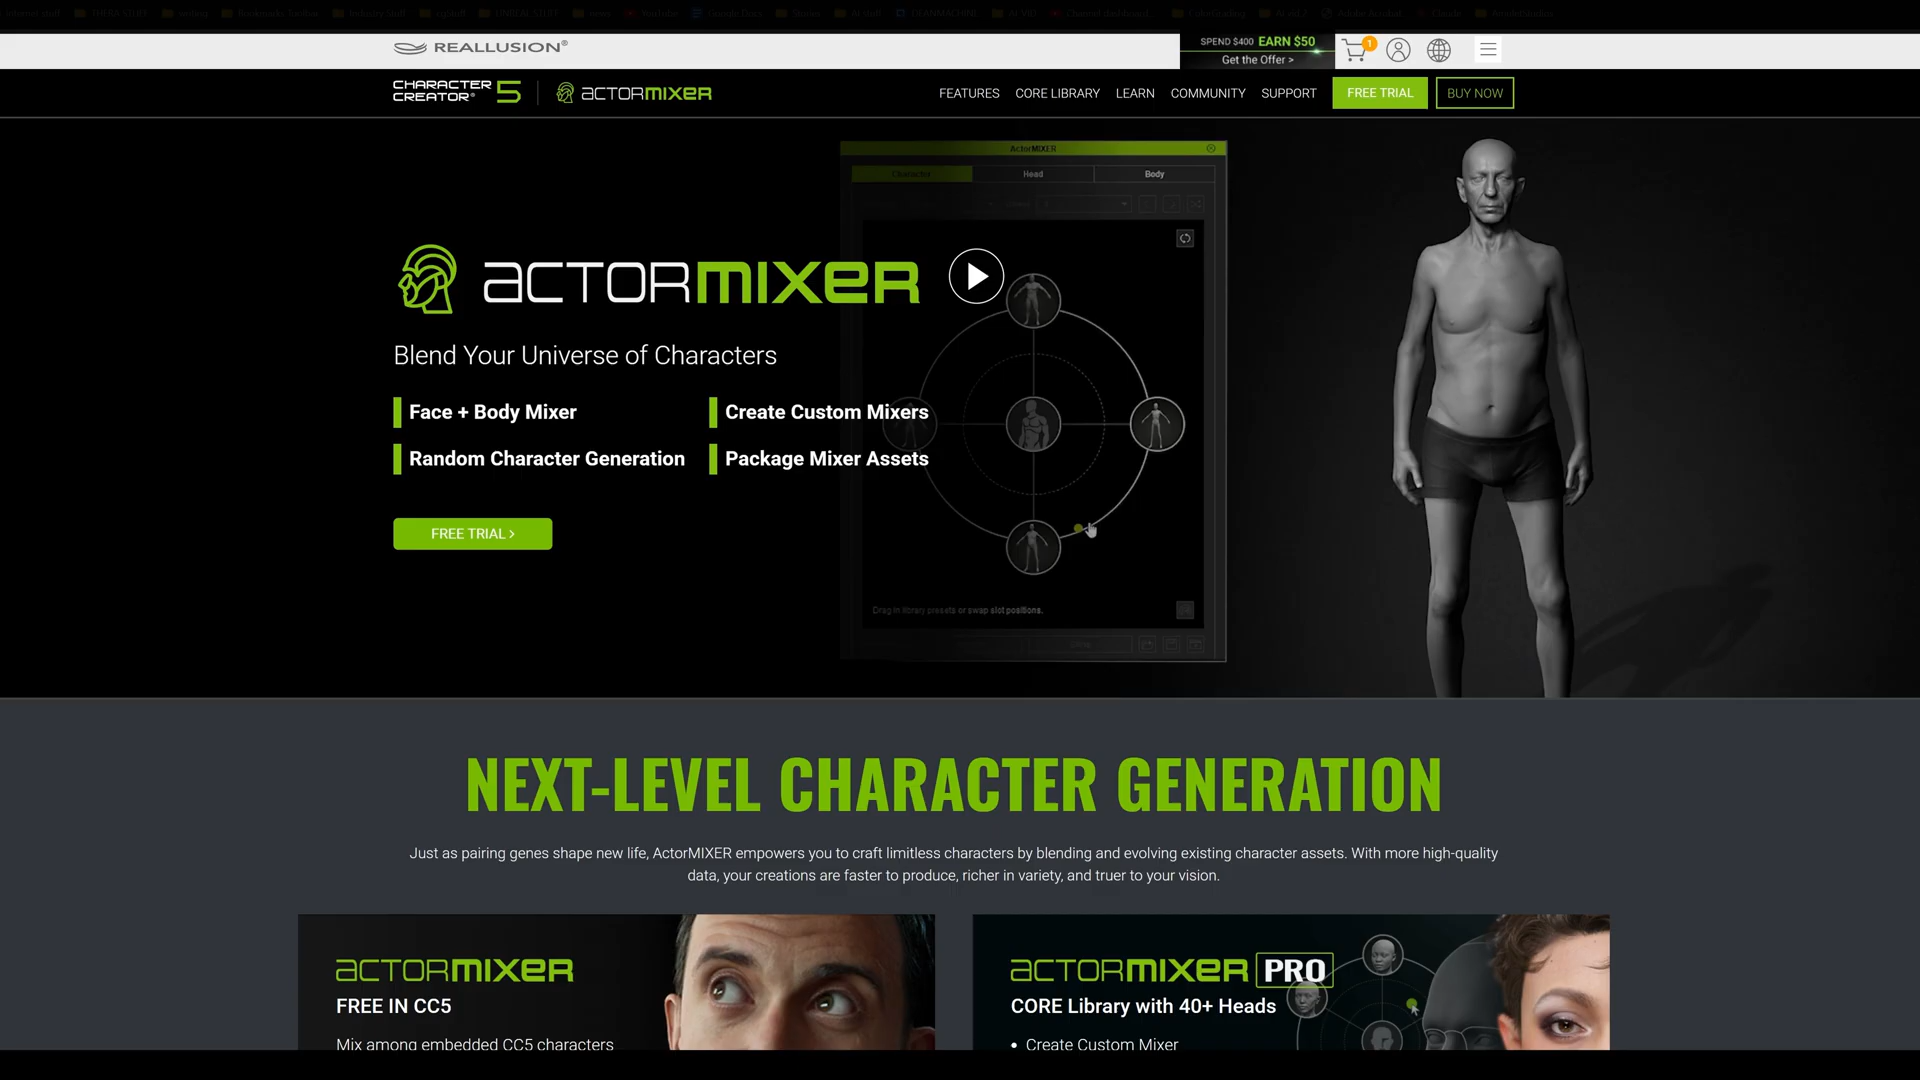 REALLUSION®
SPEND $400 EARN $50
Get the Offer >
1
CHARACTER
CREATOR® 5
ACTORMIXER
FEATURES
CORE LIBRARY
LEARN
COMMUNITY
SUPPORT
FREE TRIAL
BUY NOW
ActorMIXER
Character
Head
Body
ACTORMIXER
Blend Your Universe of Characters
Face + Body Mixer
Create Custom Mixers
Random Character Generation
Package Mixer Assets
FREE TRIAL >
Drag in library presets or swap slot positions.
NEXT-LEVEL CHARACTER GENERATION
Just as pairing genes shape new life, ActorMIXER empowers you to craft limitless characters by blending and evolving existing character assets. With more high-quality
data, your creations are faster to produce, richer in variety, and truer to your vision.
ACTORMIXER
FREE IN CC5
Mix among embedded CC5 characters
ACTORMIXER PRO
CORE Library with 40+ Heads
• Create Custom Mixer